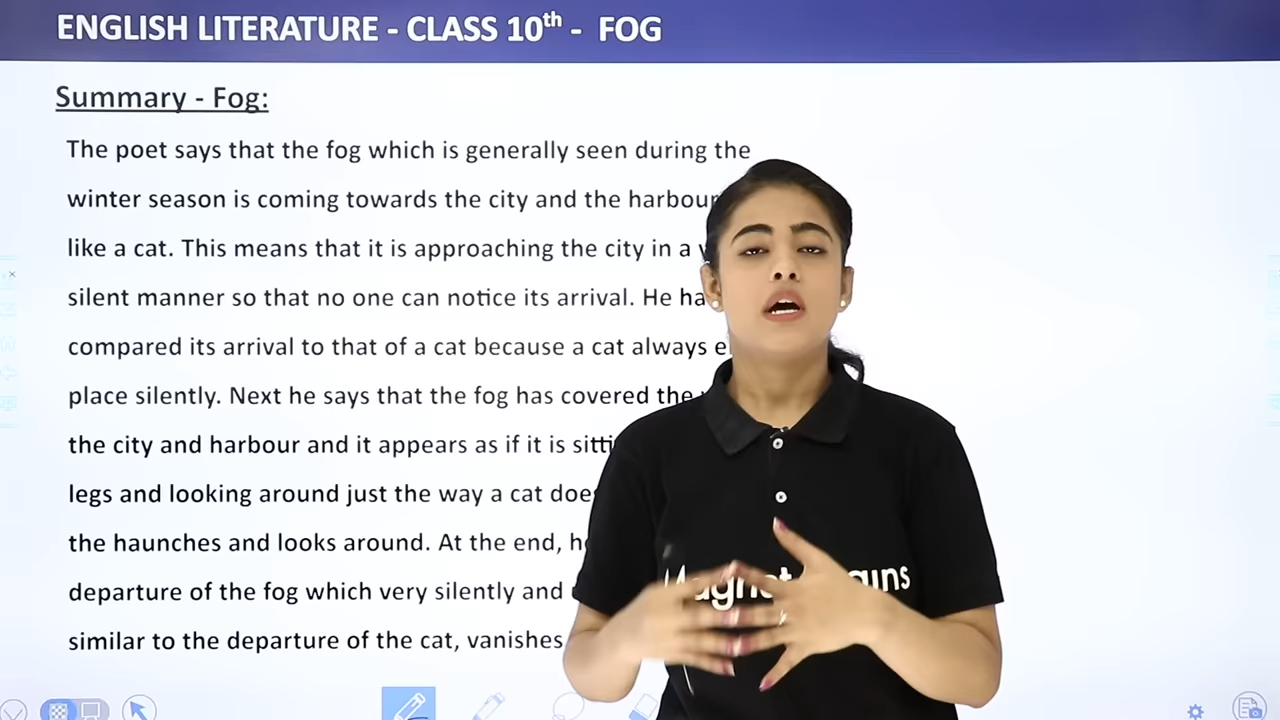 ENGLISH LITERATURE - CLASS 10th - FOG
Summary - Fog:
The poet says that the fog which is generally seen during the
winter season is coming towards the city and the harbour
like a cat. This means that it is approaching the city in a
silent manner so that no one can notice its arrival. He
compared its arrival to that of a cat because a cat always
place silently. Next he says that the fog has covered the
the city and harbour and it appears as if it is
legs and looking around just the way a cat
the haunches and looks around. At the end,
departure of the fog which very silently and
similar to the departure of the cat, vanishes